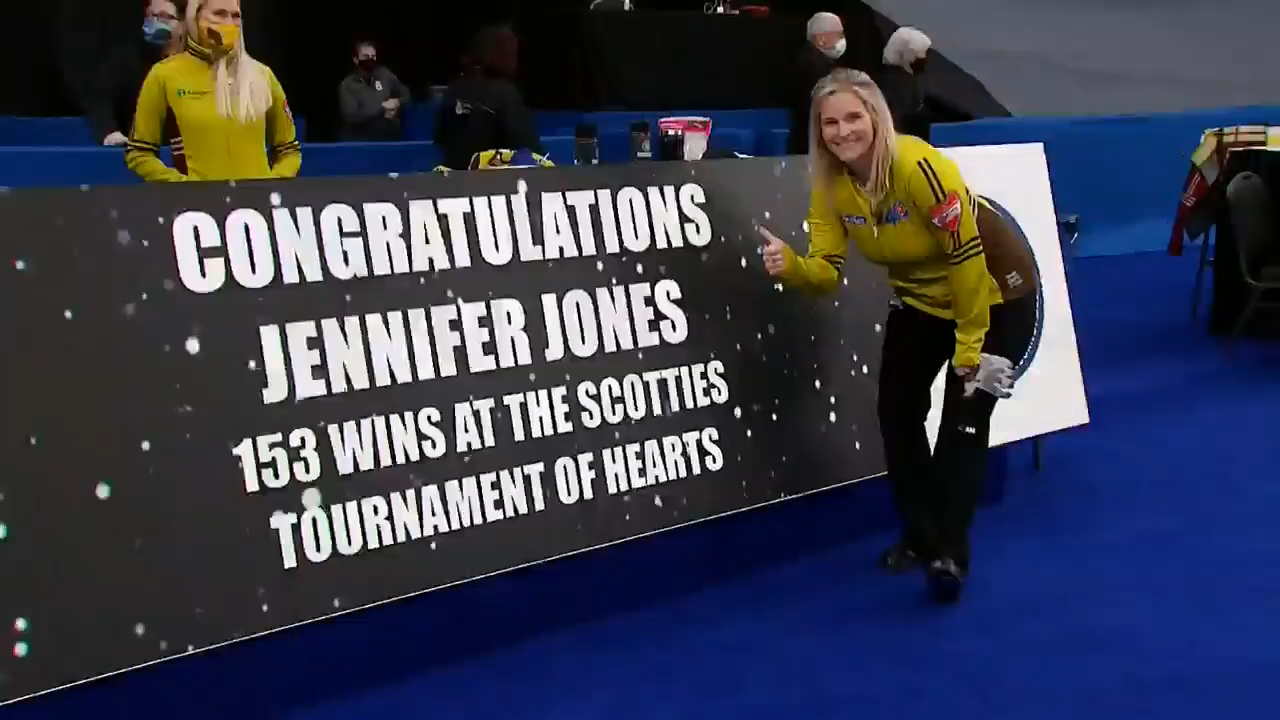 CONGRATULATIONS
JENNIFER JONES
153 WINS AT THE SCOTTIES
TOURNAMENT OF HEARTS